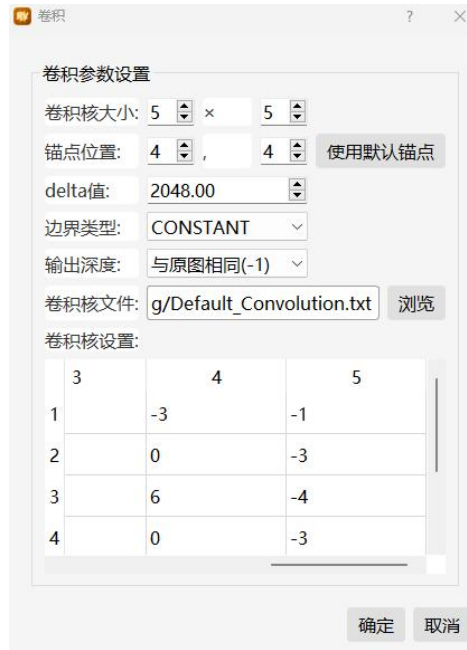 卷积 ? ×
卷积参数设置
卷积核大小: 5 × 5
锚点位置: 4 , 4 使用默认锚点
delta值: 2048.00
边界类型: CONSTANT
输出深度: 与原图相同(-1)
卷积核文件: g/Default_Convolution.txt 浏览
卷积核设置:
3 4 5
1 -3 -1
2 0 -3
3 6 -4
4 0 -3
确定 取消